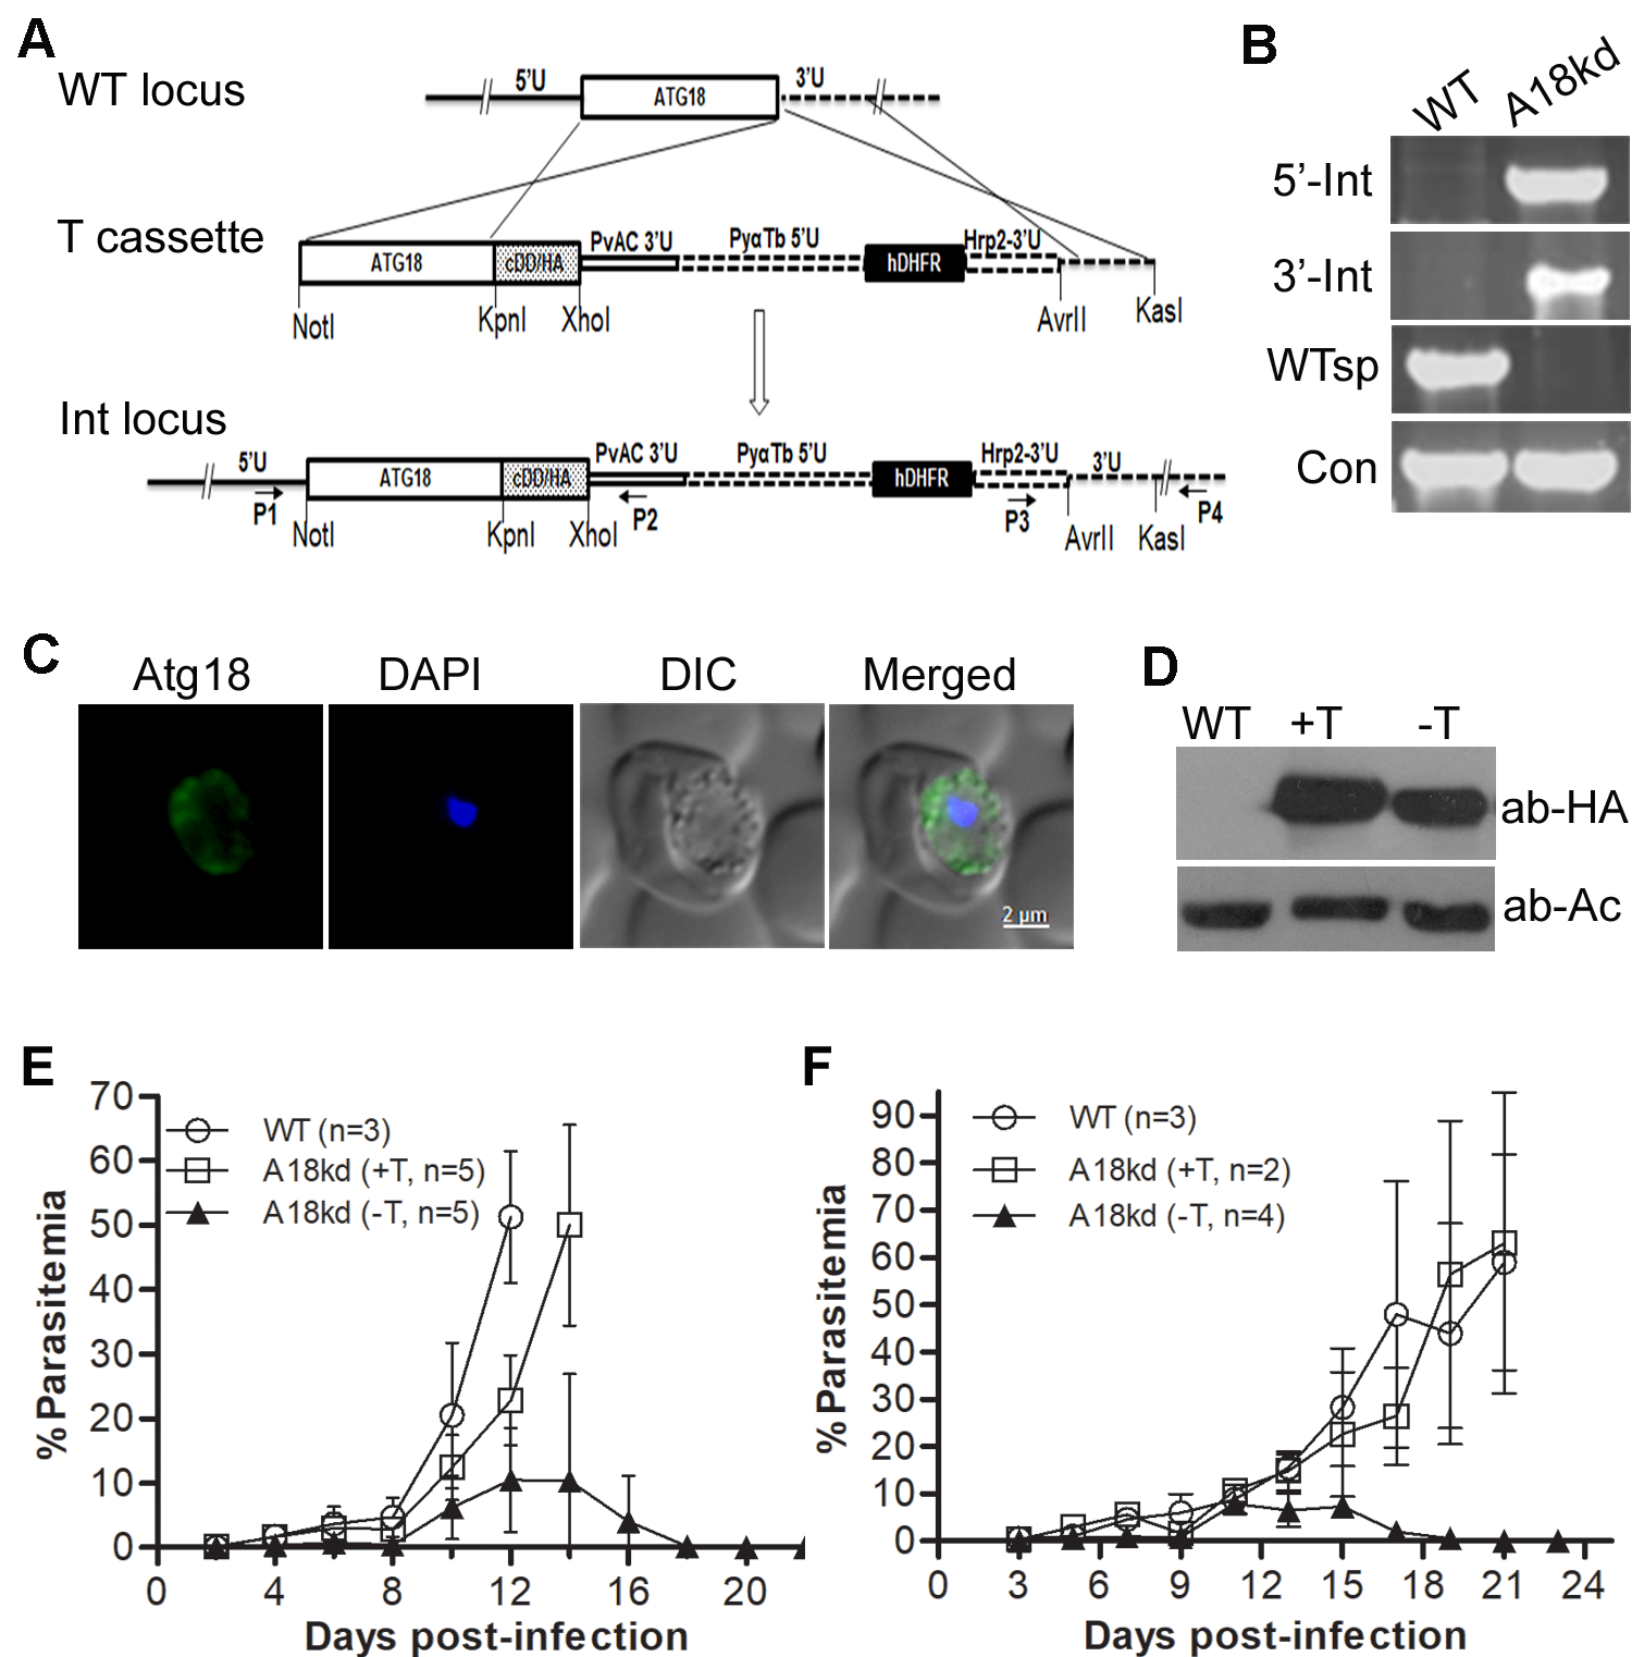 A
WT locus
5'U
ATG18
3'U
T cassette
ATG18
cDD/HA
PvAC 3'U
PyαTb 5'U
hDHFR
Hrp2-3'U
NotI
KpnI
XhoI
AvrII
KasI
Int locus
5'U
ATG18
cDD/HA
PvAC 3'U
PyαTb 5'U
hDHFR
Hrp2-3'U
3'U
P1
P2
P3
P4
NotI
KpnI
XhoI
AvrII
KasI
B
WT A18kd
5'-Int
3'-Int
WTsp
Con
C
Atg18 DAPI DIC Merged
2 µm
D
WT +T -T
ab-HA
ab-Ac
E
70
60
50
40
30
20
10
0
% Parasitemia
WT (n=3)
A18kd (+T, n=5)
A18kd (-T, n=5)
0 4 8 12 16 20
Days post-infection
F
90
80
70
60
50
40
30
20
10
0
% Parasitemia
WT (n=3)
A18kd (+T, n=2)
A18kd (-T, n=4)
0 3 6 9 12 15 18 21 24
Days post-infection